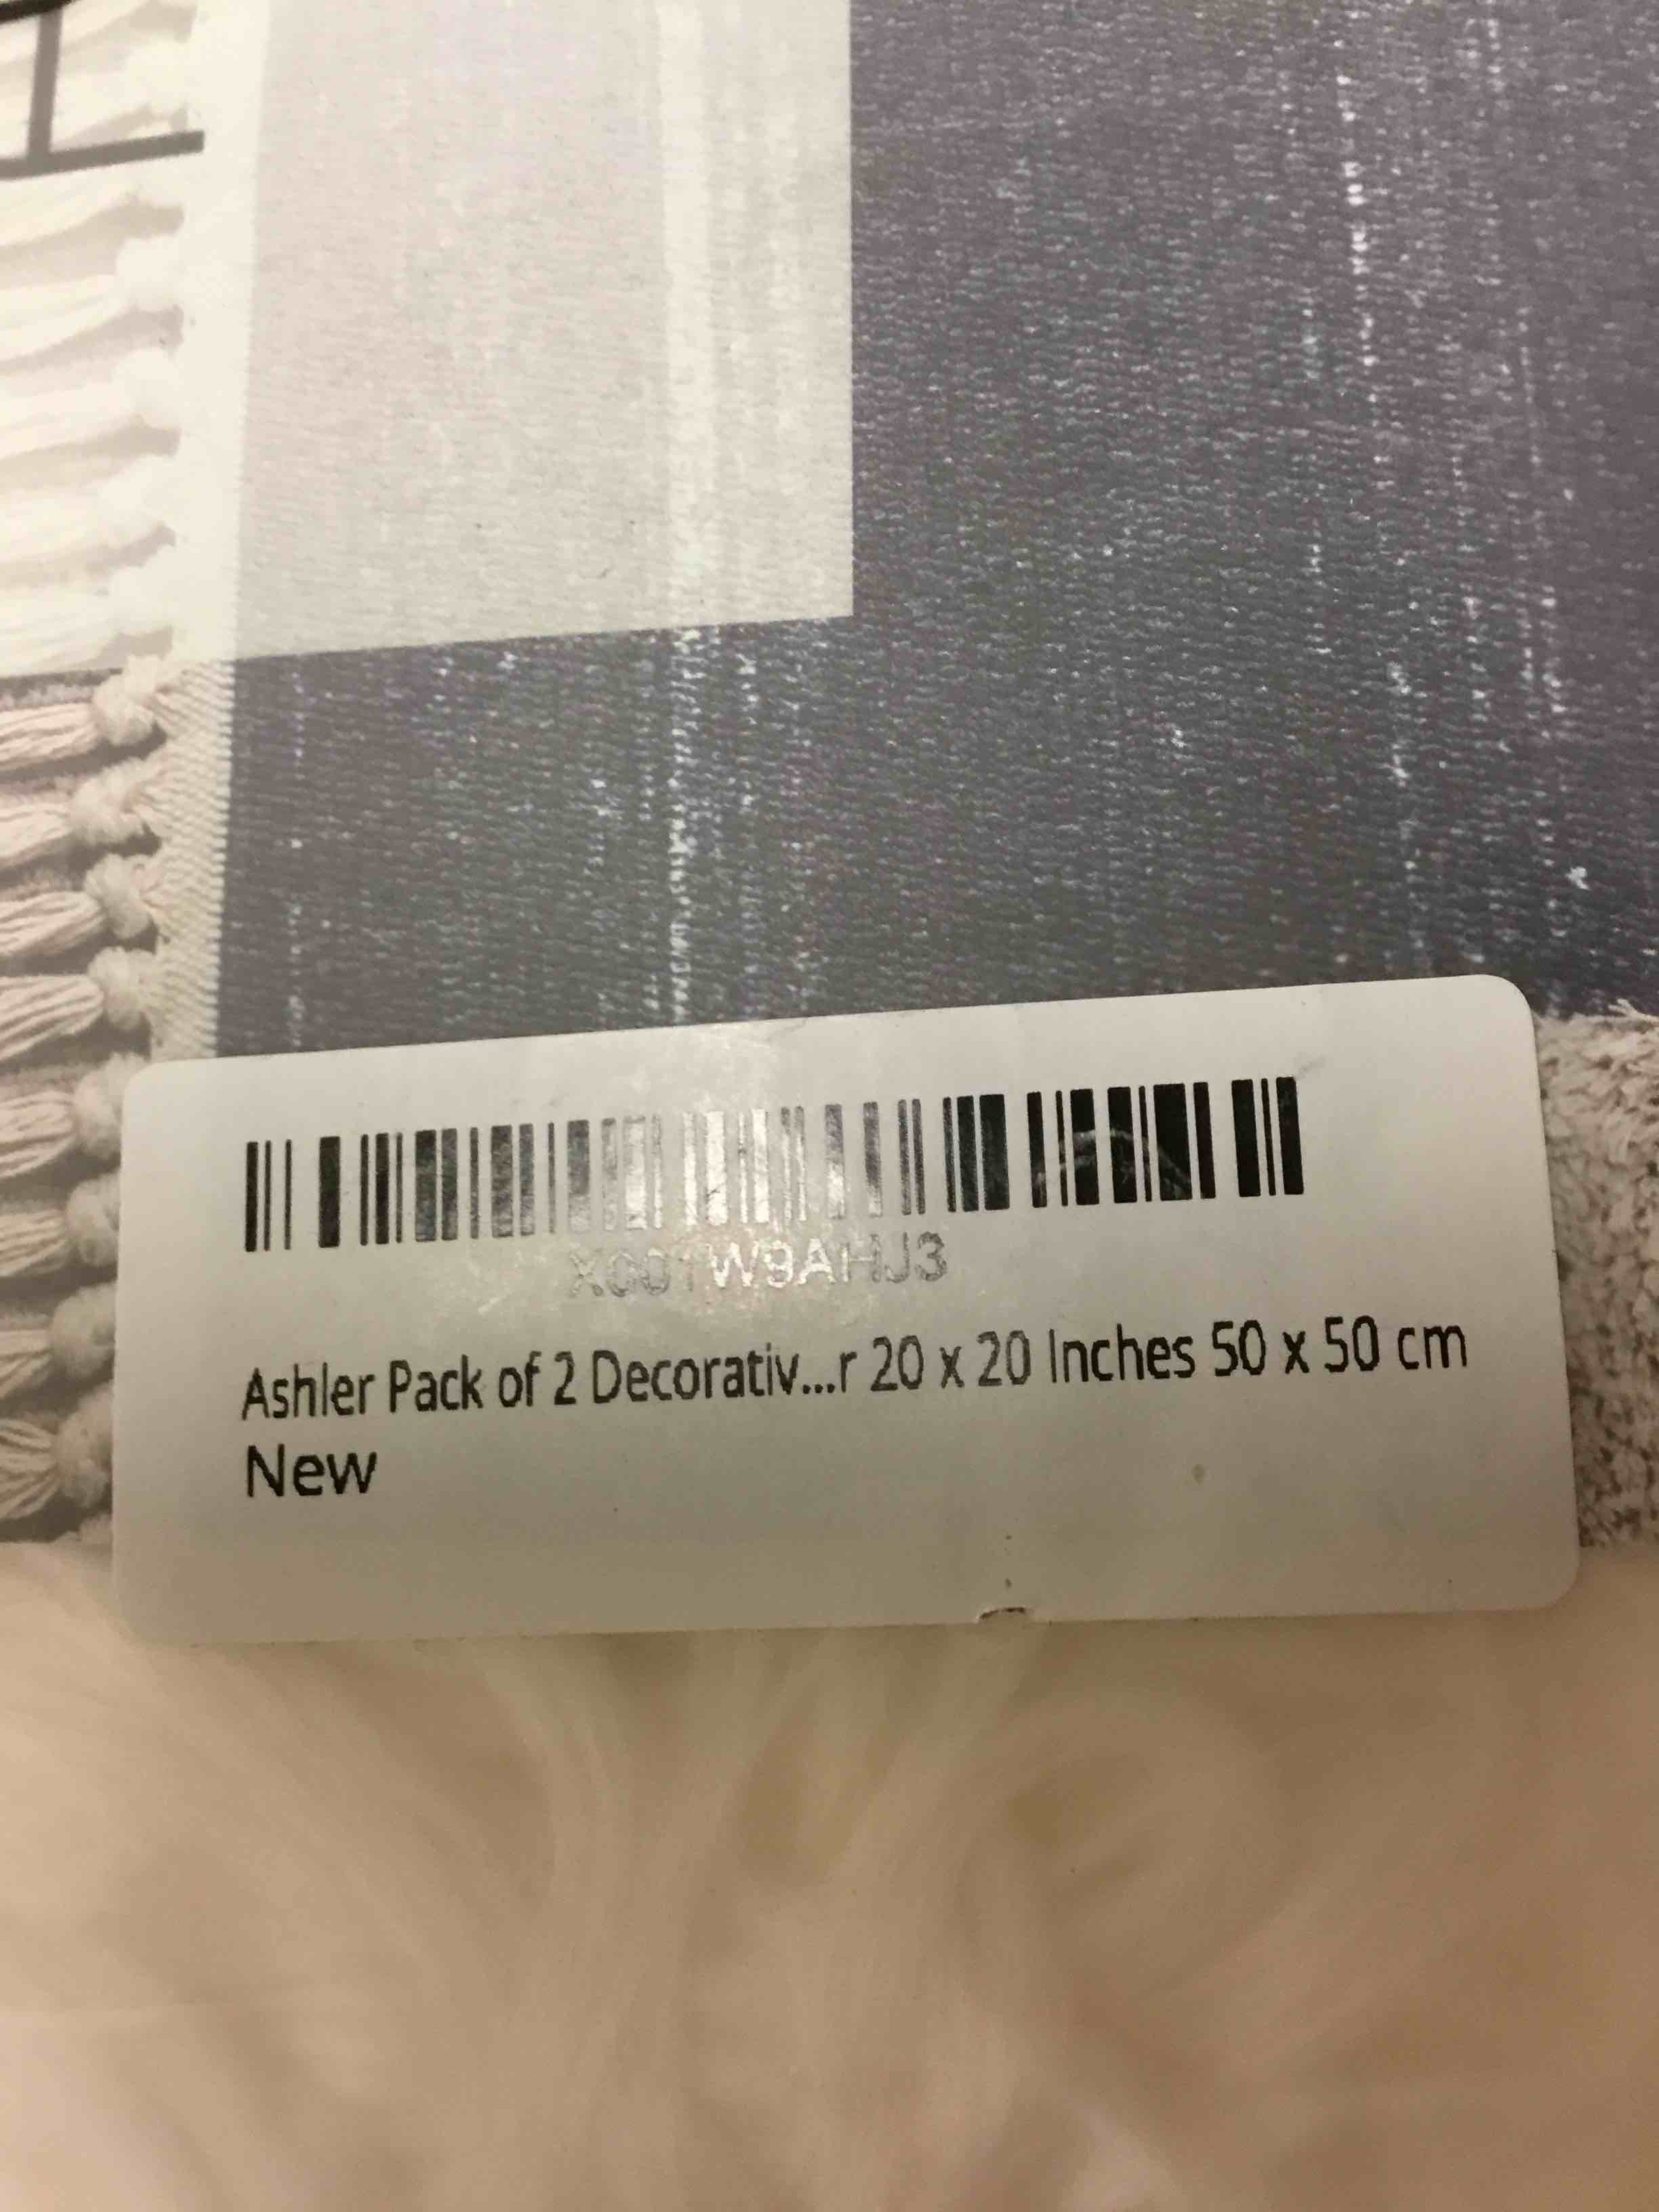 X001W9AHJ3
Ashler Pack of 2 Decorativ...r 20 x 20 Inches 50 x 50 cm
New